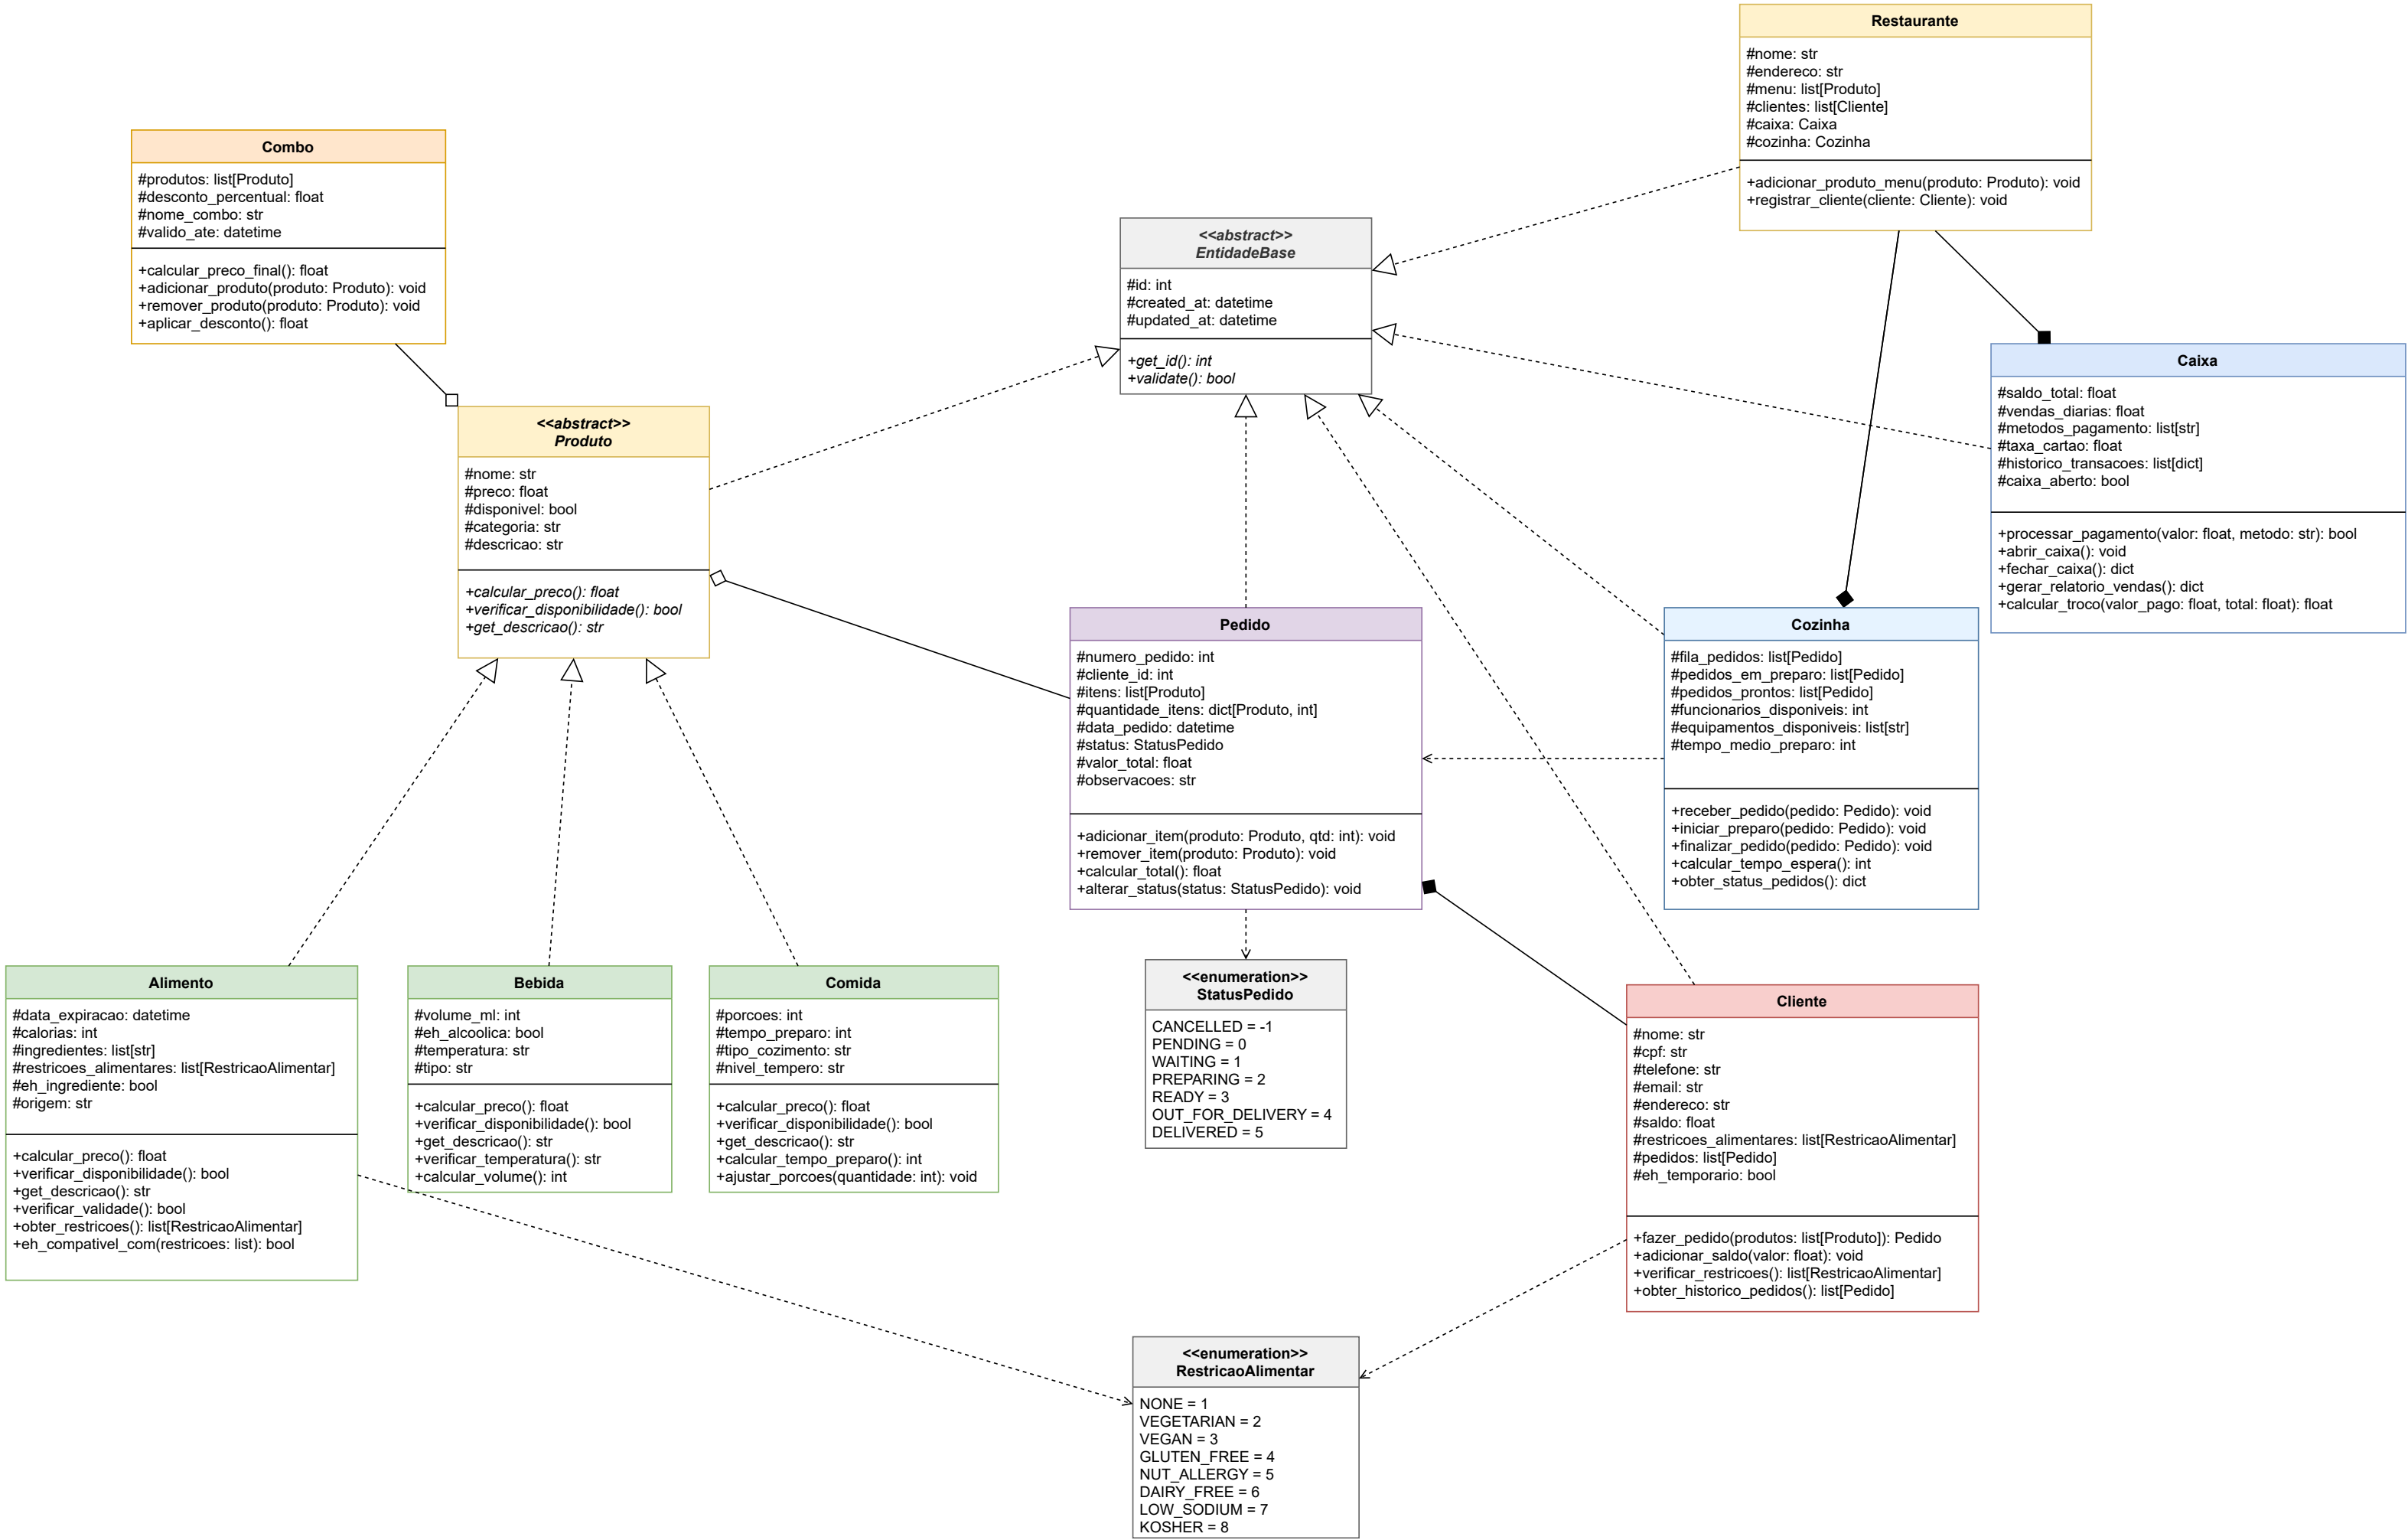 Restaurante
#nome: str
#endereco: str
#menu: list[Produto]
#clientes: list[Cliente]
#caixa: Caixa
#cozinha: Cozinha
+adicionar_produto_menu(produto: Produto): void
+registrar_cliente(cliente: Cliente): void
Combo
#produtos: list[Produto]
#desconto_percentual: float
#nome_combo: str
#valido_ate: datetime
+calcular_preco_final(): float
+adicionar_produto(produto: Produto): void
+remover_produto(produto: Produto): void
+aplicar_desconto(): float
<<abstract>>
EntidadeBase
#id: int
#created_at: datetime
#updated_at: datetime
+get_id(): int
+validate(): bool
Caixa
#saldo_total: float
#vendas_diarias: float
#metodos_pagamento: list[str]
#taxa_cartao: float
#historico_transacoes: list[dict]
#caixa_aberto: bool
+processar_pagamento(valor: float, metodo: str): bool
+abrir_caixa(): void
+fechar_caixa(): dict
+gerar_relatorio_vendas(): dict
+calcular_troco(valor_pago: float, total: float): float
<<abstract>>
Produto
#nome: str
#preco: float
#disponivel: bool
#categoria: str
#descricao: str
+calcular_preco(): float
+verificar_disponibilidade(): bool
+get_descricao(): str
Pedido
#numero_pedido: int
#cliente_id: int
#itens: list[Produto]
#quantidade_itens: dict[Produto, int]
#data_pedido: datetime
#status: StatusPedido
#valor_total: float
#observacoes: str
+adicionar_item(produto: Produto, qtd: int): void
+remover_item(produto: Produto): void
+calcular_total(): float
+alterar_status(status: StatusPedido): void
Cozinha
#fila_pedidos: list[Pedido]
#pedidos_em_preparo: list[Pedido]
#pedidos_prontos: list[Pedido]
#funcionarios_disponiveis: int
#equipamentos_disponiveis: list[str]
#tempo_medio_preparo: int
+receber_pedido(pedido: Pedido): void
+iniciar_preparo(pedido: Pedido): void
+finalizar_pedido(pedido: Pedido): void
+calcular_tempo_espera(): int
+obter_status_pedidos(): dict
Alimento
#data_expiracao: datetime
#calorias: int
#ingredientes: list[str]
#restricoes_alimentares: list[RestricaoAlimentar]
#eh_ingrediente: bool
#origem: str
+calcular_preco(): float
+verificar_disponibilidade(): bool
+get_descricao(): str
+verificar_validade(): bool
+obter_restricoes(): list[RestricaoAlimentar]
+eh_compativel_com(restricoes: list): bool
Bebida
#volume_ml: int
#eh_alcoolica: bool
#temperatura: str
#tipo: str
+calcular_preco(): float
+verificar_disponibilidade(): bool
+get_descricao(): str
+verificar_temperatura(): str
+calcular_volume(): int
Comida
#porcoes: int
#tempo_preparo: int
#tipo_cozimento: str
#nivel_tempero: str
+calcular_preco(): float
+verificar_disponibilidade(): bool
+get_descricao(): str
+calcular_tempo_preparo(): int
+ajustar_porcoes(quantidade: int): void
<<enumeration>>
StatusPedido
CANCELLED = -1
PENDING = 0
WAITING = 1
PREPARING = 2
READY = 3
OUT_FOR_DELIVERY = 4
DELIVERED = 5
Cliente
#nome: str
#cpf: str
#telefone: str
#email: str
#endereco: str
#saldo: float
#restricoes_alimentares: list[RestricaoAlimentar]
#pedidos: list[Pedido]
#eh_temporario: bool
+fazer_pedido(produtos: list[Produto]): Pedido
+adicionar_saldo(valor: float): void
+verificar_restricoes(): list[RestricaoAlimentar]
+obter_historico_pedidos(): list[Pedido]
<<enumeration>>
RestricaoAlimentar
NONE = 1
VEGETARIAN = 2
VEGAN = 3
GLUTEN_FREE = 4
NUT_ALLERGY = 5
DAIRY_FREE = 6
LOW_SODIUM = 7
KOSHER = 8